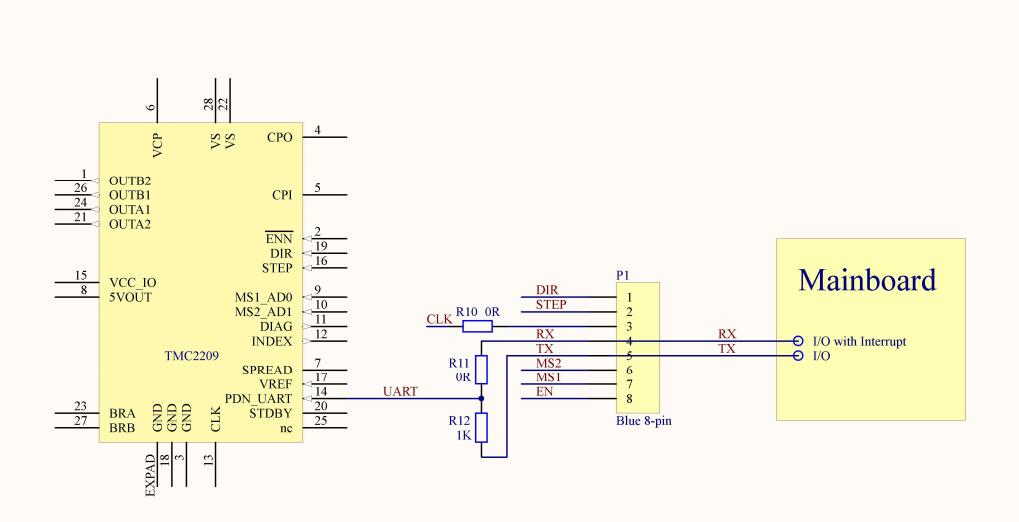 6
28
22
VCP
VS
VS
CPO
4
1
OUTB2
26
OUTB1
24
OUTA1
21
OUTA2
CPI
5
ENN
2
DIR
19
STEP
16
15
VCC_IO
8
5VOUT
MS1_AD0
9
MS2_AD1
10
DIAG
11
INDEX
12
TMC2209
SPREAD
7
VREF
17
PDN_UART
14
STDBY
20
nc
25
23
BRA
27
BRB
GND
GND
GND
CLK
EXPAD
18
3
13
UART
CLK
R10 0R
R11
0R
R12
1K
P1
DIR
1
STEP
2
3
RX
4
TX
5
MS2
6
MS1
7
EN
8
Blue 8-pin
RX
TX
Mainboard
I/O with Interrupt
I/O